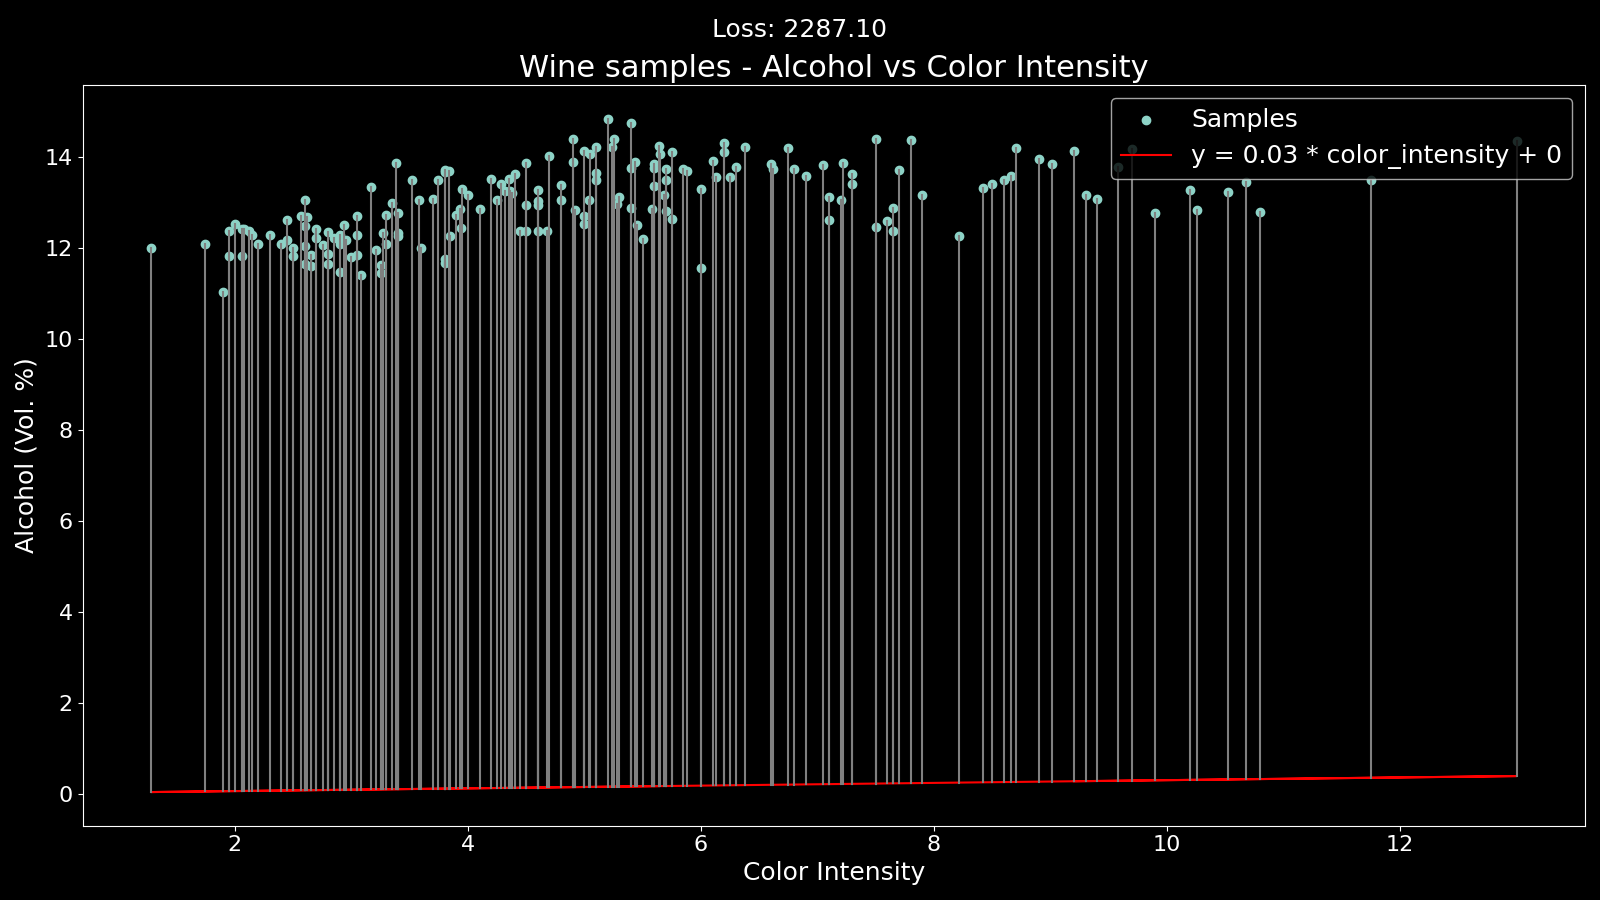 Loss: 2287.10
Wine samples - Alcohol vs Color Intensity
Samples
y = 0.03 * color_intensity + 0
Alcohol (Vol. %)
14
12
10
8
6
4
2
0
2 4 6 8 10 12
Color Intensity